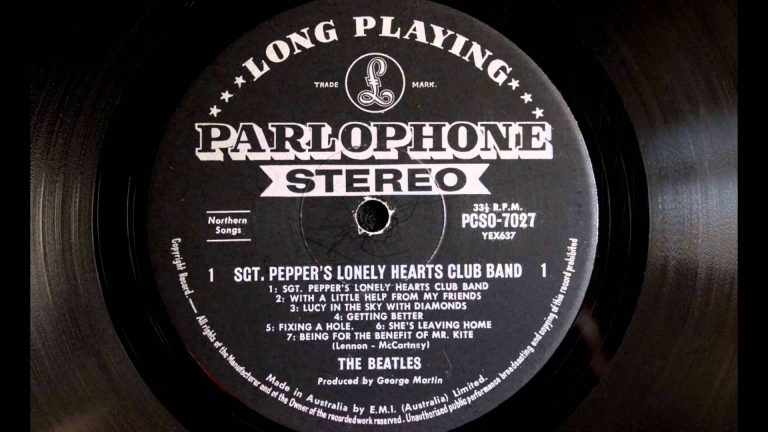 LONG PLAYING
TRADE MARK.
£
PARLOPHONE
STEREO
Northern
Songs
33⅓ R.P.M.
PCSO-7027
YEX637
1 SGT. PEPPER'S LONELY HEARTS CLUB BAND 1
1: SGT. PEPPER'S LONELY HEARTS CLUB BAND
2: WITH A LITTLE HELP FROM MY FRIENDS
3: LUCY IN THE SKY WITH DIAMONDS
4: GETTING BETTER
5: FIXING A HOLE. 6: SHE'S LEAVING HOME
7: BEING FOR THE BENEFIT OF MR. KITE
(Lennon - McCartney)
THE BEATLES
Produced by George Martin
Made in Australia by E.M.I. (Australia) Limited.
Copyright Record. — All rights of the Manufacturer and of the Owner of the recorded work reserved. Unauthorised public performance broadcasting and copying of this record prohibited